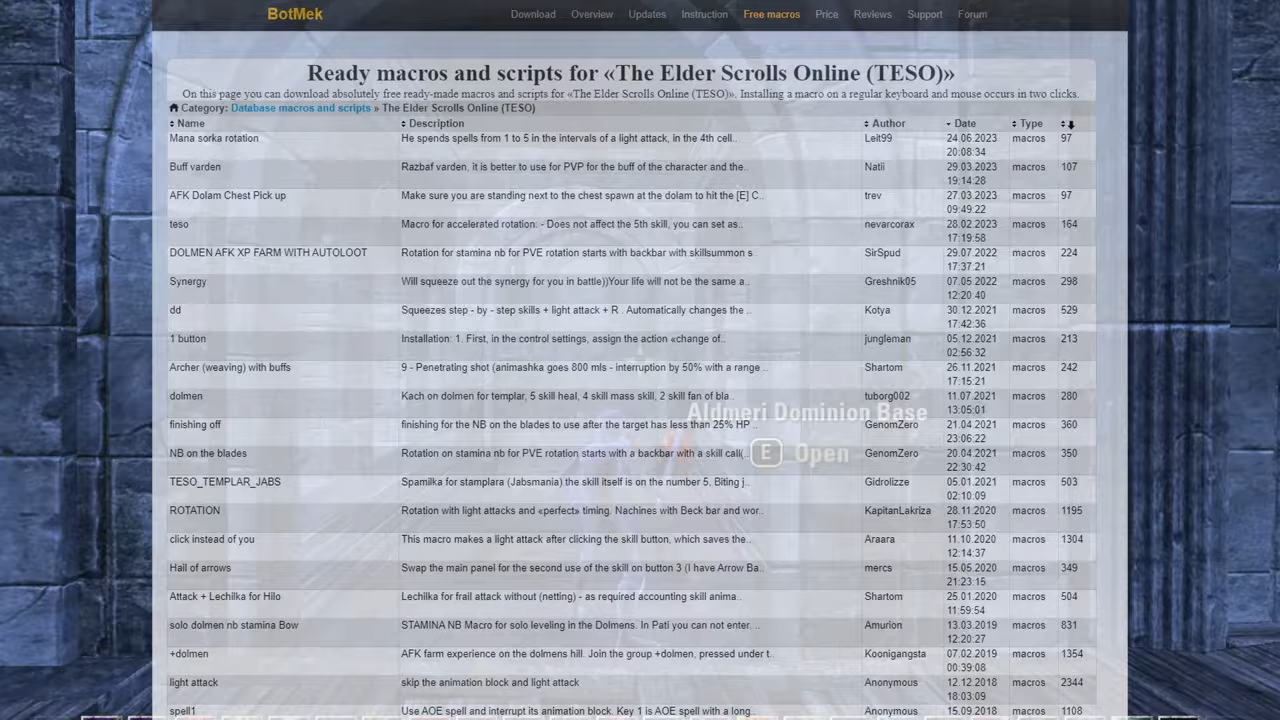 BotMek Download Overview Updates Instruction Free macros Price Reviews Support Forum
Ready macros and scripts for «The Elder Scrolls Online (TESO)»
On this page you can download absolutely free ready-made macros and scripts for «The Elder Scrolls Online (TESO)». Installing a macro on a regular keyboard and mouse occurs in two clicks.
Category: Database macros and scripts » The Elder Scrolls Online (TESO)
Name Description Author Date Type
Mana sorka rotation He spends spells from 1 to 5 in the intervals of a light attack, in the 4th cell.. Leit99 24.06.2023 macros 97
20:08:34
Buff varden Razbaf varden, it is better to use for PVP for the buff of the character and the.. Natii 29.03.2023 macros 107
19:14:28
AFK Dolam Chest Pick up Make sure you are standing next to the chest spawn at the dolam to hit the [E] C.. trev 27.03.2023 macros 97
09:49:22
teso Macro for accelerated rotation: - Does not affect the 5th skill, you can set as.. nevarcorax 28.02.2023 macros 164
17:19:58
DOLMEN AFK XP FARM WITH AUTOLOOT Rotation for stamina nb for PVE rotation starts with backbar with skillsummon s SirSpud 29.07.2022 macros 224
17:37:21
Synergy Will squeeze out the synergy for you in battle))Your life will not be the same a.. Greshnik05 07.05.2022 macros 298
12:20:40
dd Squeezes step - by - step skills + light attack + R . Automatically changes the .. Kotya 30.12.2021 macros 529
17:42:36
1 button Installation: 1. First, in the control settings, assign the action «change of.. jungleman 05.12.2021 macros 213
02:56:32
Archer (weaving) with buffs 9 - Penetrating shot (animashka goes 800 mls - interruption by 50% with a range .. Shartom 26.11.2021 macros 242
17:15:21
dolmen Kach on dolmen for templar, 5 skill heal, 4 skill mass skill, 2 skill fan of bla.. tuborg002 11.07.2021 macros 280
13:05:01
Aldmeri Dominion Base
finishing off finishing for the NB on the blades to use after the target has less than 25% HP .. GenomZero 21.04.2021 macros 360
23:06:22
E Open
NB on the blades Rotation on stamina nb for PVE rotation starts with a backbar with a skill call(.. GenomZero 20.04.2021 macros 350
22:30:42
TESO_TEMPLAR_JABS Spamilka for stamplara (Jabsmania) the skill itself is on the number 5, Biting j.. Gidrolizze 05.01.2021 macros 503
02:10:09
ROTATION Rotation with light attacks and «perfect» timing. Nachines with Beck bar and wor.. KapitanLakriza 28.11.2020 macros 1195
17:53:50
click instead of you This macro makes a light attack after clicking the skill button, which saves the.. Araara 11.10.2020 macros 1304
12:14:37
Hail of arrows Swap the main panel for the second use of the skill on button 3 (I have Arrow Ba.. mercs 15.05.2020 macros 349
21:23:15
Attack + Lechilka for Hilo Lechilka for frail attack without (netting) - as required accounting skill anima.. Shartom 25.01.2020 macros 504
11:59:54
solo dolmen nb stamina Bow STAMINA NB Macro for solo leveling in the Dolmens. In Pati you can not enter. .. Amurion 13.03.2019 macros 831
12:20:27
+dolmen AFK farm experience on the dolmens hill. Join the group +dolmen, pressed under t.. Koonigangsta 07.02.2019 macros 1354
00:39:08
light attack skip the animation block and light attack Anonymous 12.12.2018 macros 2344
18:03:09
spell1 Use AOE spell and interrupt its animation block. Key 1 is AOE spell with a long.. Anonymous 15.09.2018 macros 1108